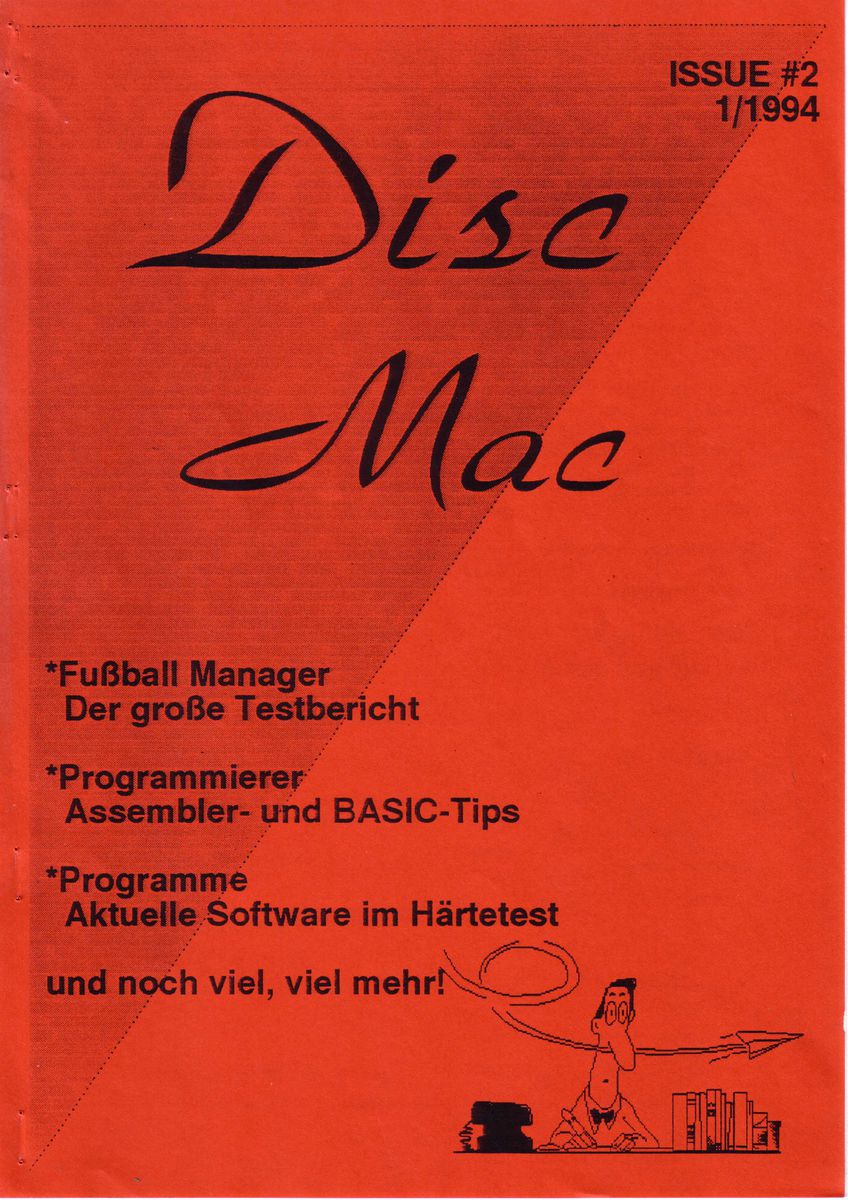 ISSUE #2
1/1994
Disc
Mac
*Fußball Manager
Der große Testbericht
*Programmierer
Assembler- und BASIC-Tips
*Programme
Aktuelle Software im Härtetest
und noch viel, viel mehr!